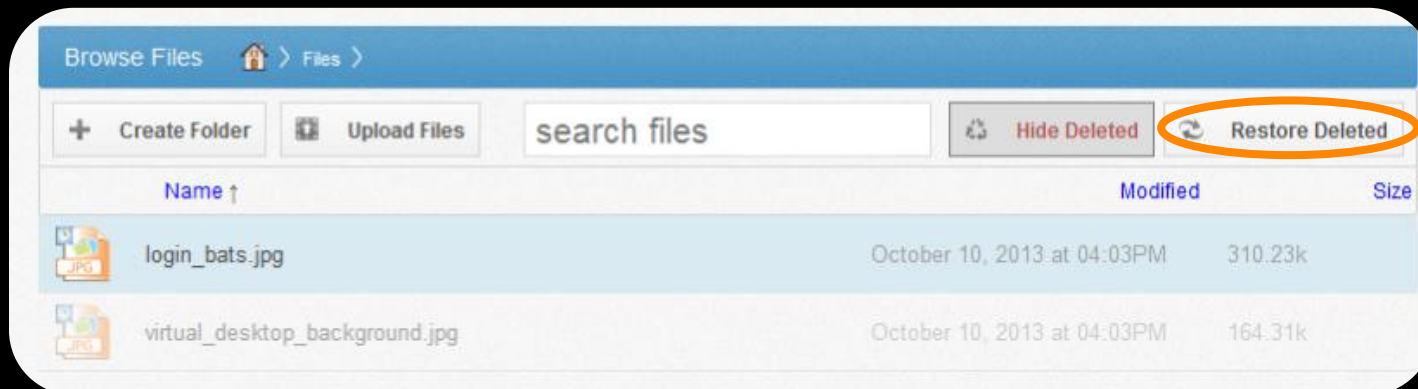 Browse Files > Files >
Create Folder Upload Files search files Hide Deleted Restore Deleted
Name ↑ Modified Size
JPG login_bats.jpg October 10, 2013 at 04:03PM 310.23k
JPG virtual_desktop_background.jpg October 10, 2013 at 04:03PM 164.31k